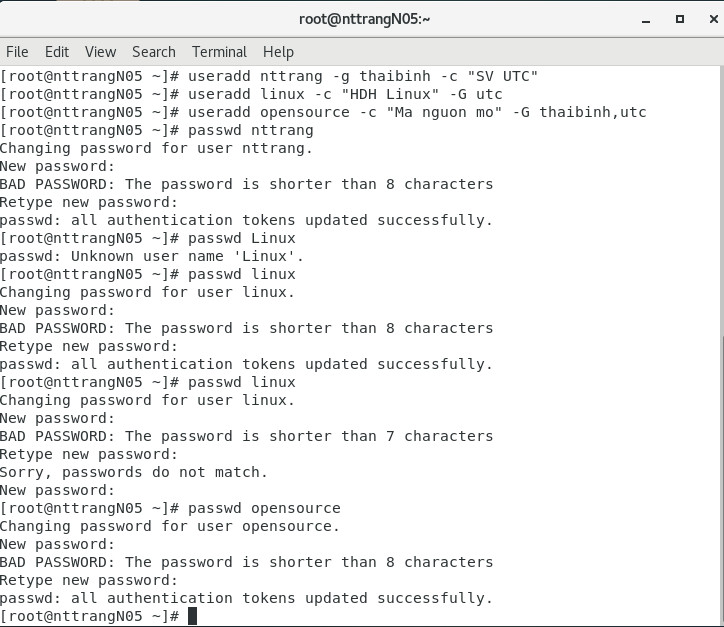 root@nttrangN05:~
File Edit View Search Terminal Help
[root@nttrangN05 ~]# useradd nttrang -g thaibinh -c "SV UTC"
[root@nttrangN05 ~]# useradd linux -c "HDH Linux" -G utc
[root@nttrangN05 ~]# useradd opensource -c "Ma nguon mo" -G thaibinh,utc
[root@nttrangN05 ~]# passwd nttrang
Changing password for user nttrang.
New password:
BAD PASSWORD: The password is shorter than 8 characters
Retype new password:
passwd: all authentication tokens updated successfully.
[root@nttrangN05 ~]# passwd Linux
passwd: Unknown user name 'Linux'.
[root@nttrangN05 ~]# passwd linux
Changing password for user linux.
New password:
BAD PASSWORD: The password is shorter than 8 characters
Retype new password:
passwd: all authentication tokens updated successfully.
[root@nttrangN05 ~]# passwd linux
Changing password for user linux.
New password:
BAD PASSWORD: The password is shorter than 7 characters
Retype new password:
Sorry, passwords do not match.
New password:
[root@nttrangN05 ~]# passwd opensource
Changing password for user opensource.
New password:
BAD PASSWORD: The password is shorter than 8 characters
Retype new password:
passwd: all authentication tokens updated successfully.
[root@nttrangN05 ~]#